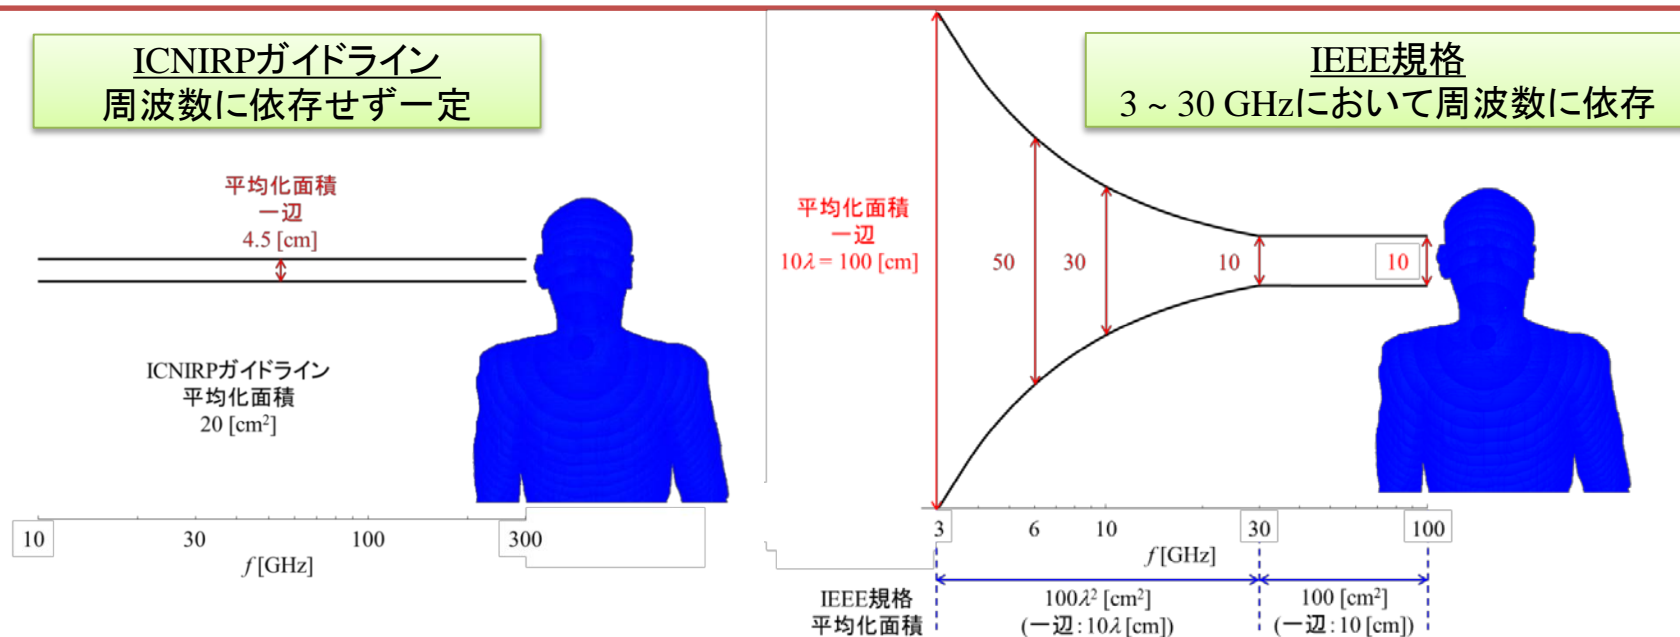 ICNIRPガイドライン
周波数に依存せず一定
平均化面積
一辺
4.5 [cm]
ICNIRPガイドライン
平均化面積
20 [cm²]
10
30
100
300
f [GHz]
IEEE規格
3 ~ 30 GHzにおいて周波数に依存
平均化面積
一辺
10λ = 100 [cm]
50
30
10
10
3
6
10
30
100
f [GHz]
IEEE規格
平均化面積
100λ² [cm²]
(一辺：10λ [cm])
100 [cm²]
(一辺：10 [cm])